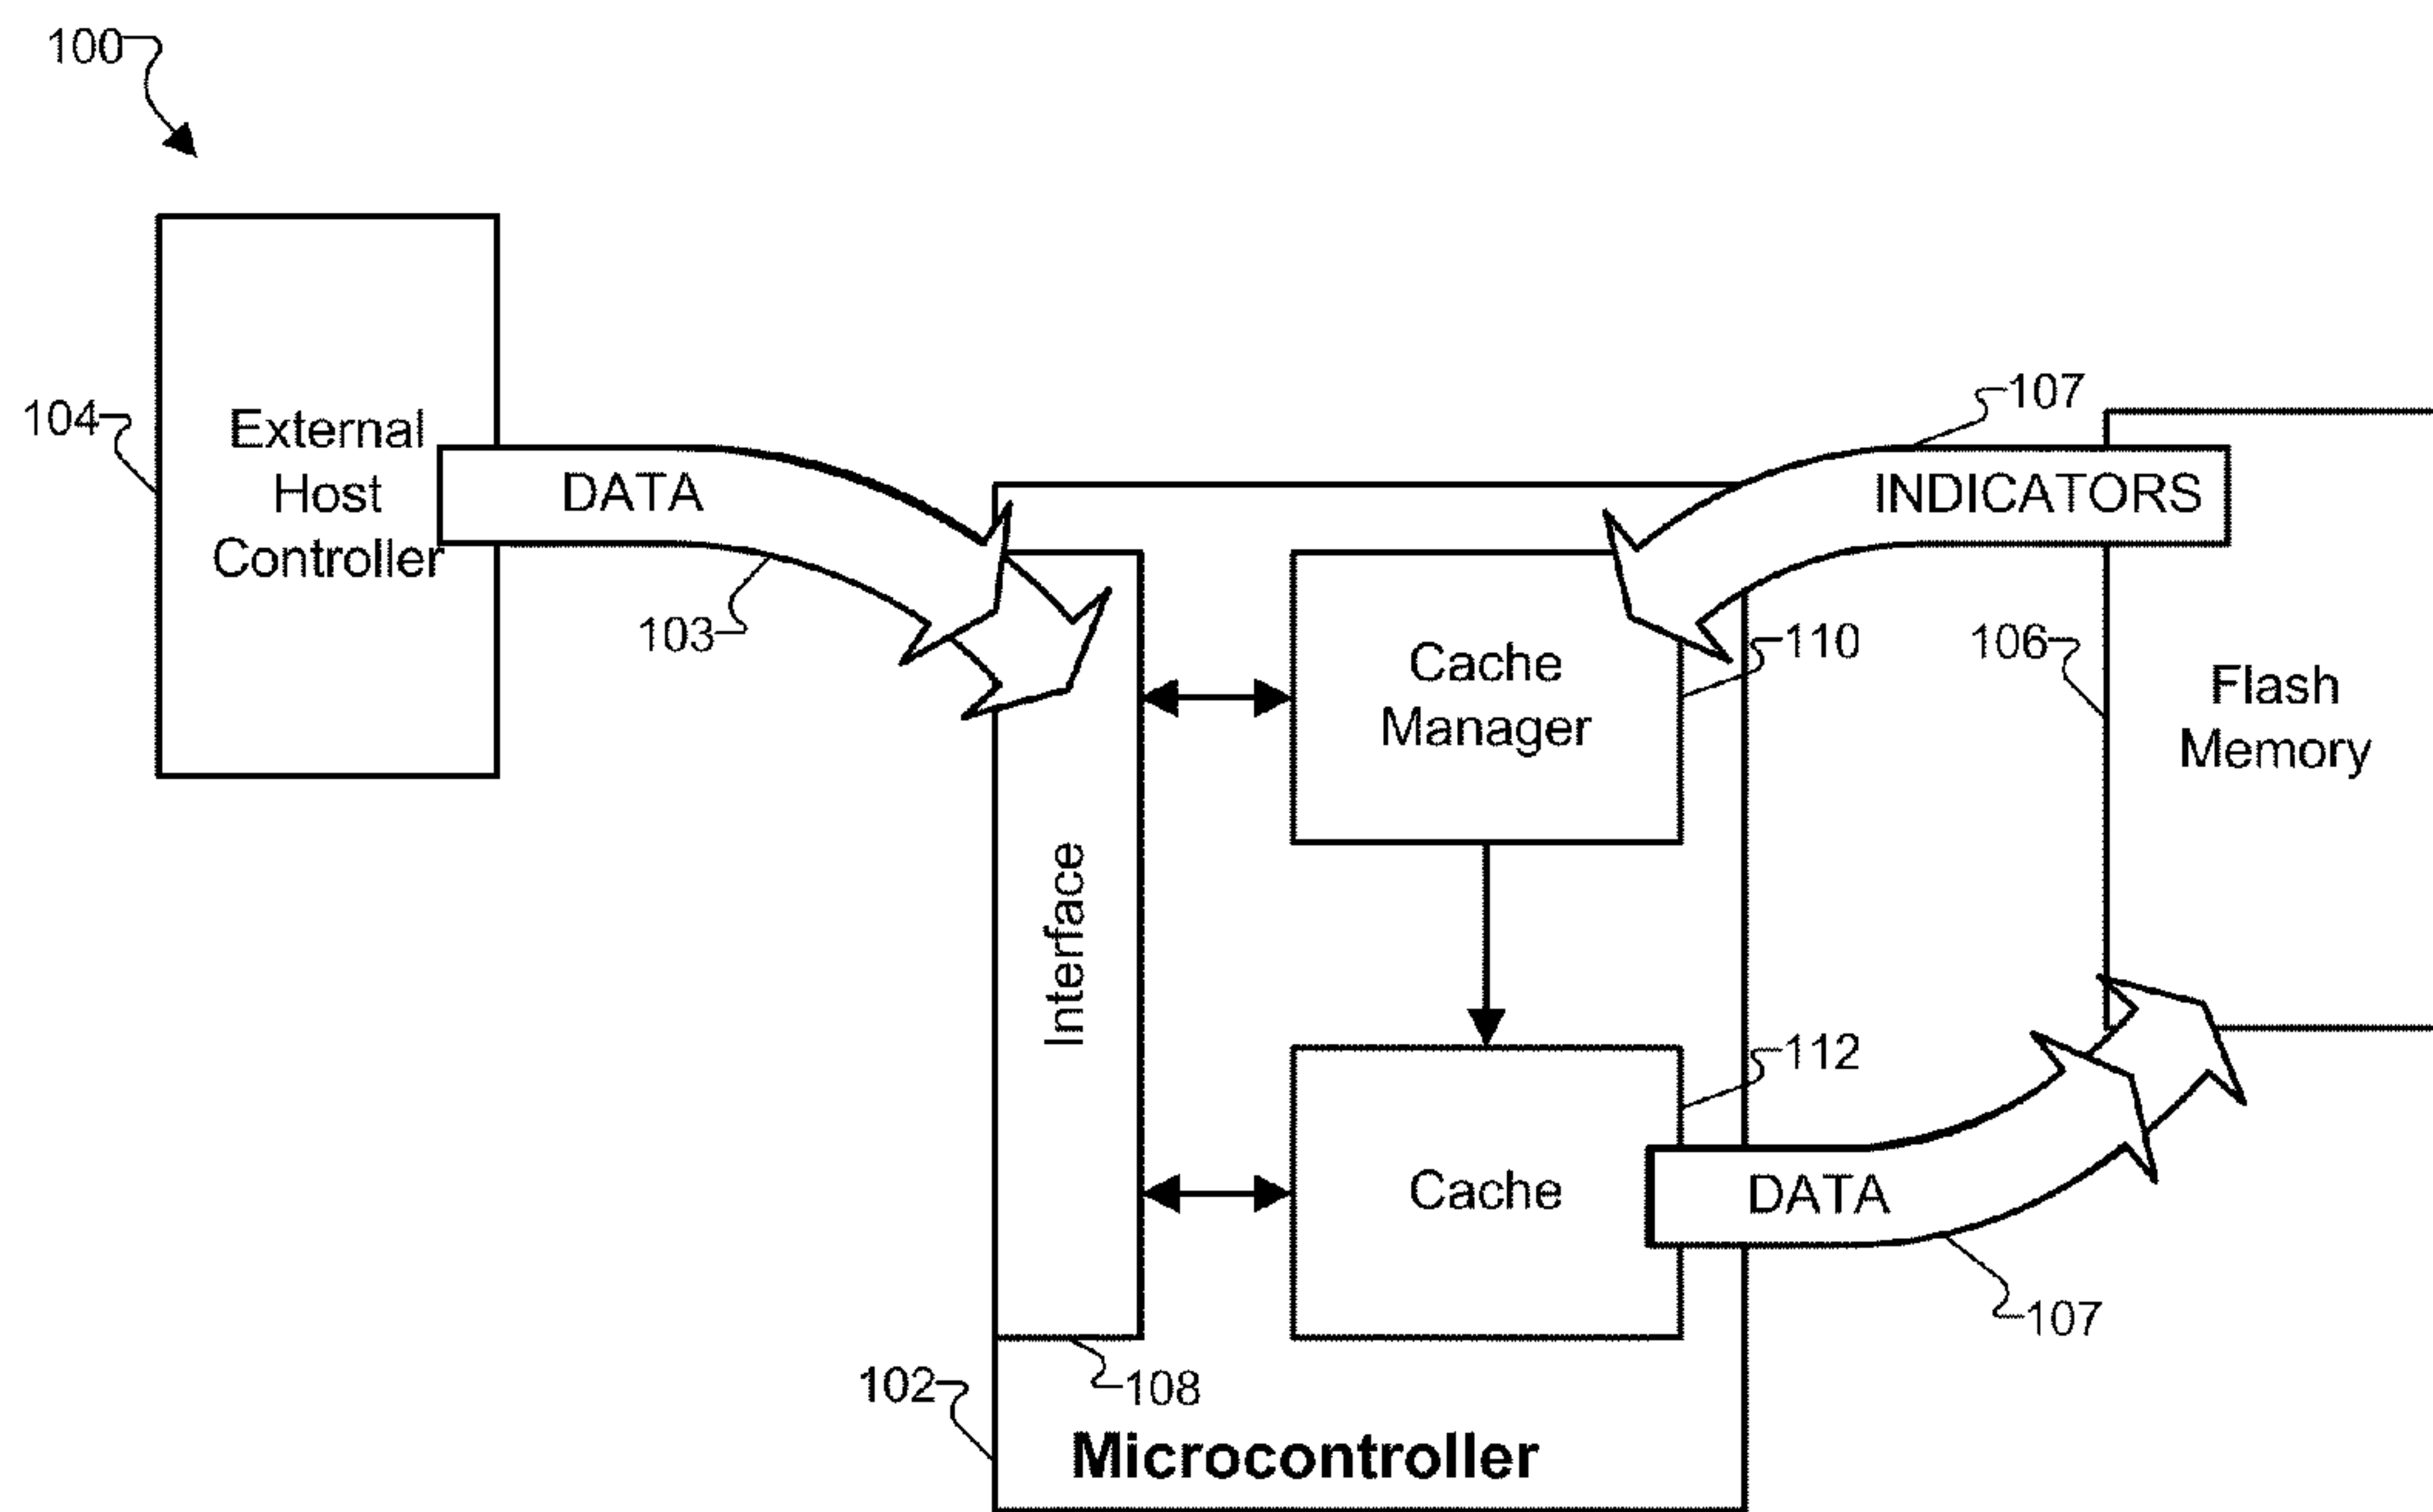 100
104
External
Host
Controller
DATA
103
107
INDICATORS
Cache
Manager
110
106
Flash
Memory
Interface
112
Cache
DATA
107
108
102
Microcontroller